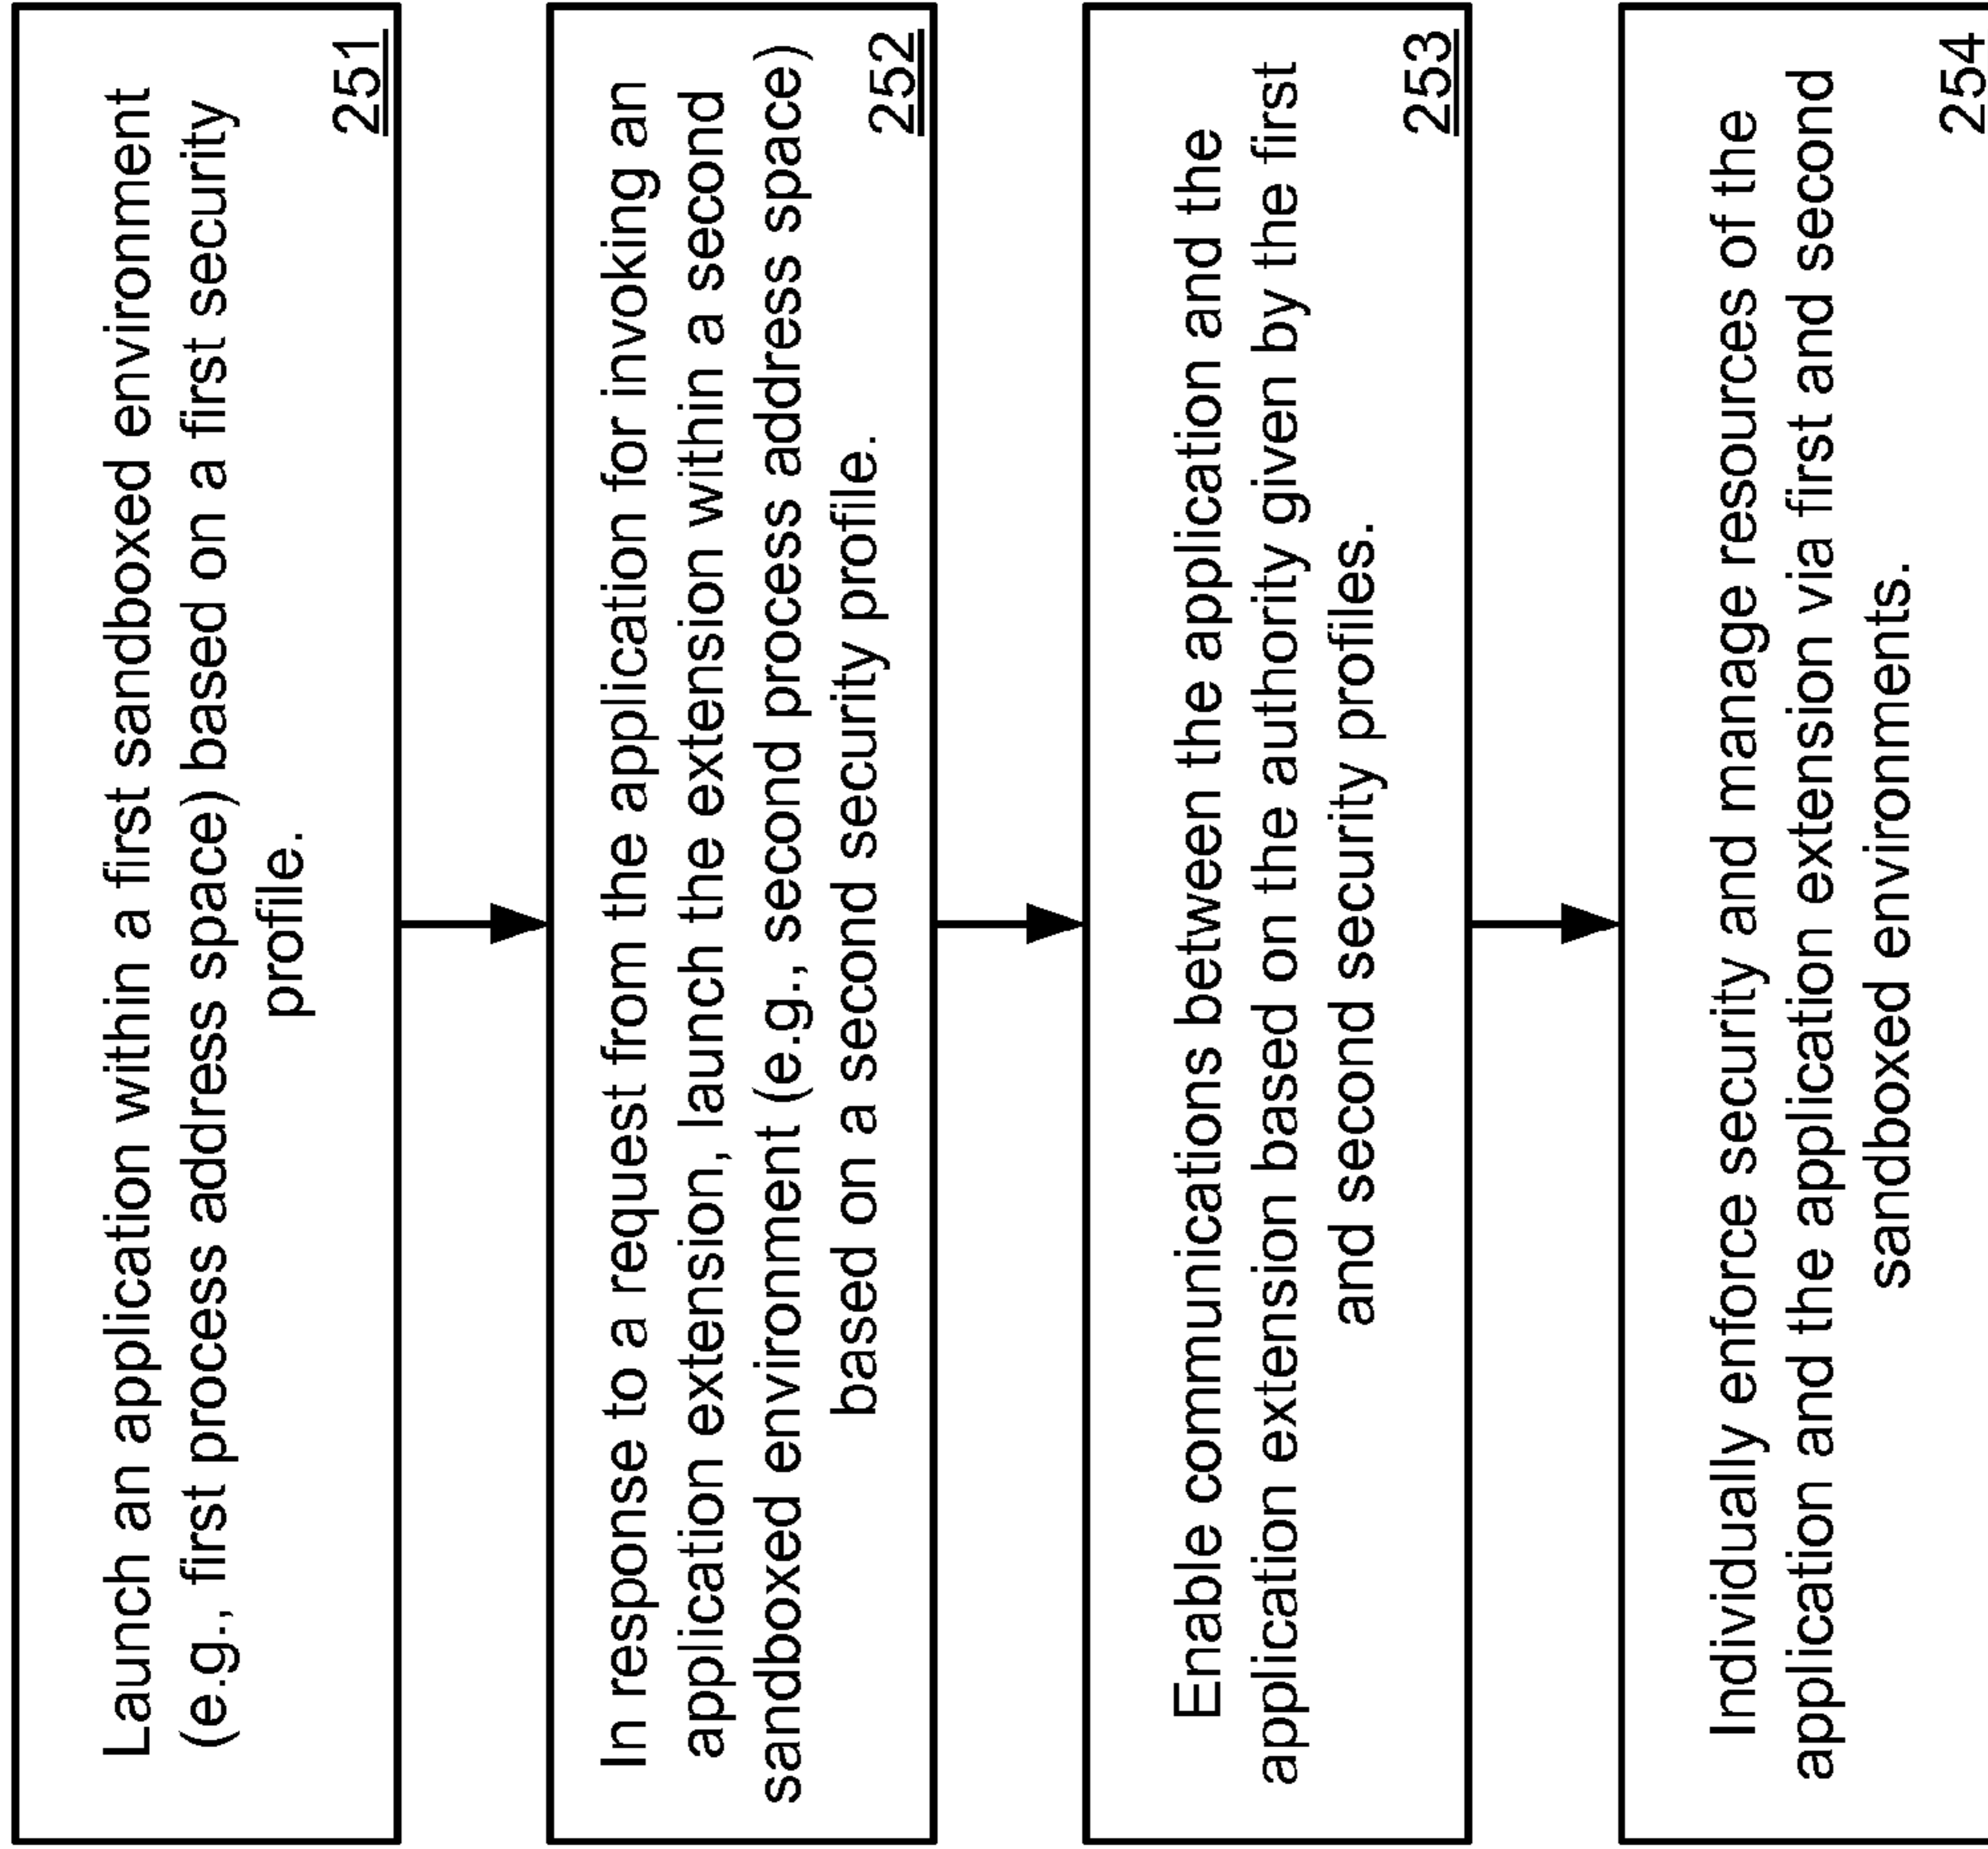 Launch an application within a first sandboxed environment
(e.g., first process address space) based on a first security
profile.
251
In response to a request from the application for invoking an
application extension, launch the extension within a second
sandboxed environment (e.g., second process address space)
based on a second security profile.
252
Enable communications between the application and the
application extension based on the authority given by the first
and second security profiles.
253
Individually enforce security and manage resources of the
application and the application extension via first and second
sandboxed environments.
254